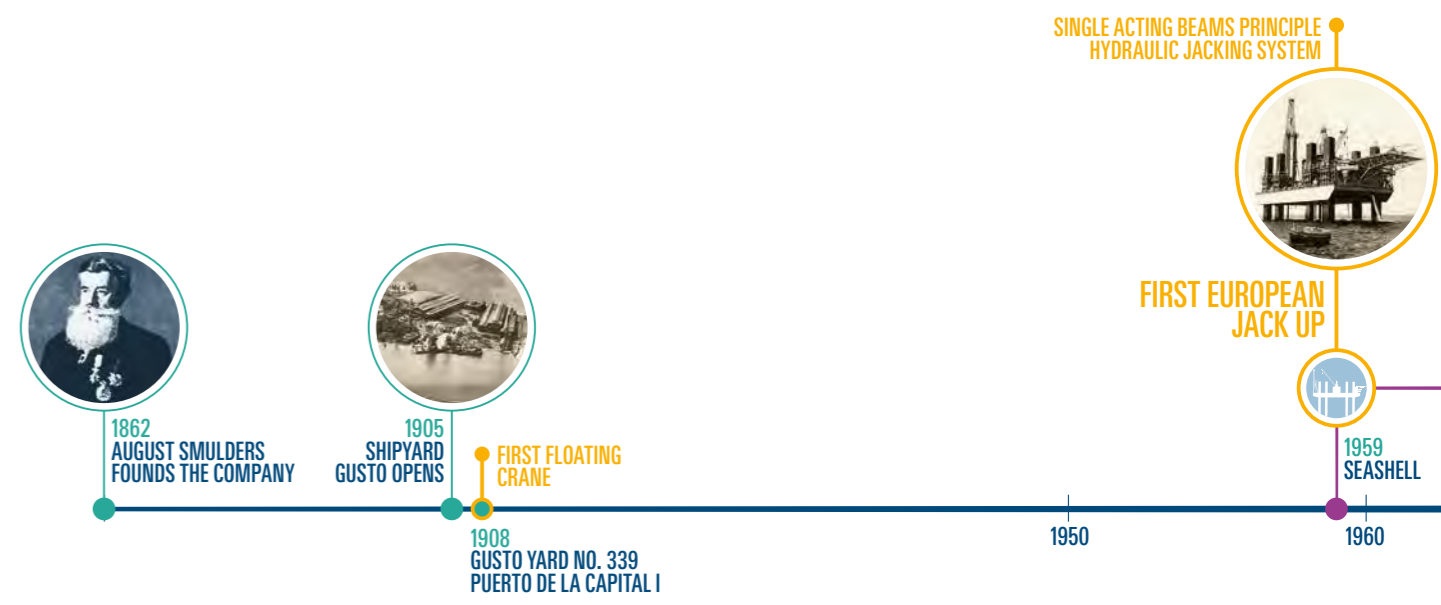 SINGLE ACTING BEAMS PRINCIPLE
HYDRAULIC JACKING SYSTEM
FIRST EUROPEAN
JACK UP
1862
AUGUST SMULDERS
FOUNDS THE COMPANY
1905
SHIPYARD
GUSTO OPENS
FIRST FLOATING
CRANE
1908
GUSTO YARD NO. 339
PUERTO DE LA CAPITAL I
1950
1959
SEASHELL
1960